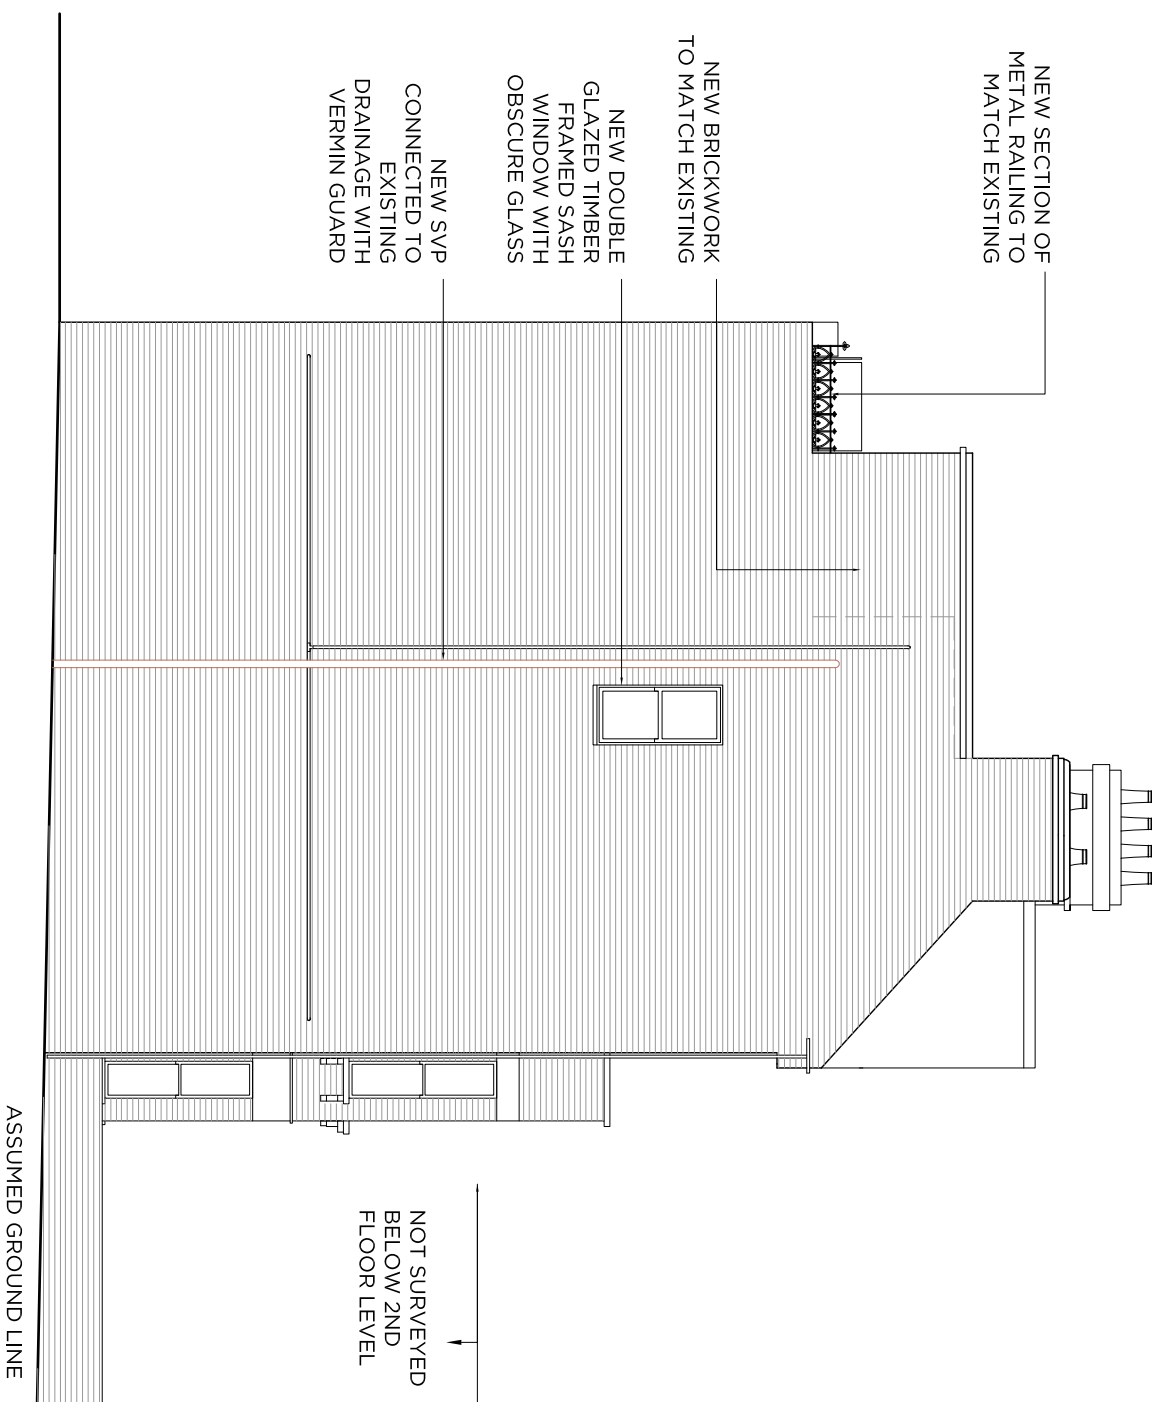 NEW SECTION OF
METAL RAILING TO
MATCH EXISTING
NEW BRICKWORK
TO MATCH EXISTING
NEW DOUBLE
GLAZED TIMBER
FRAMED SASH
WINDOW WITH
OBSCURE GLASS
NEW SVP
CONNECTED TO
EXISTING
DRAINAGE WITH
VERMIN GUARD
NOT SURVEYED
BELOW 2ND
FLOOR LEVEL
ASSUMED GROUND LINE